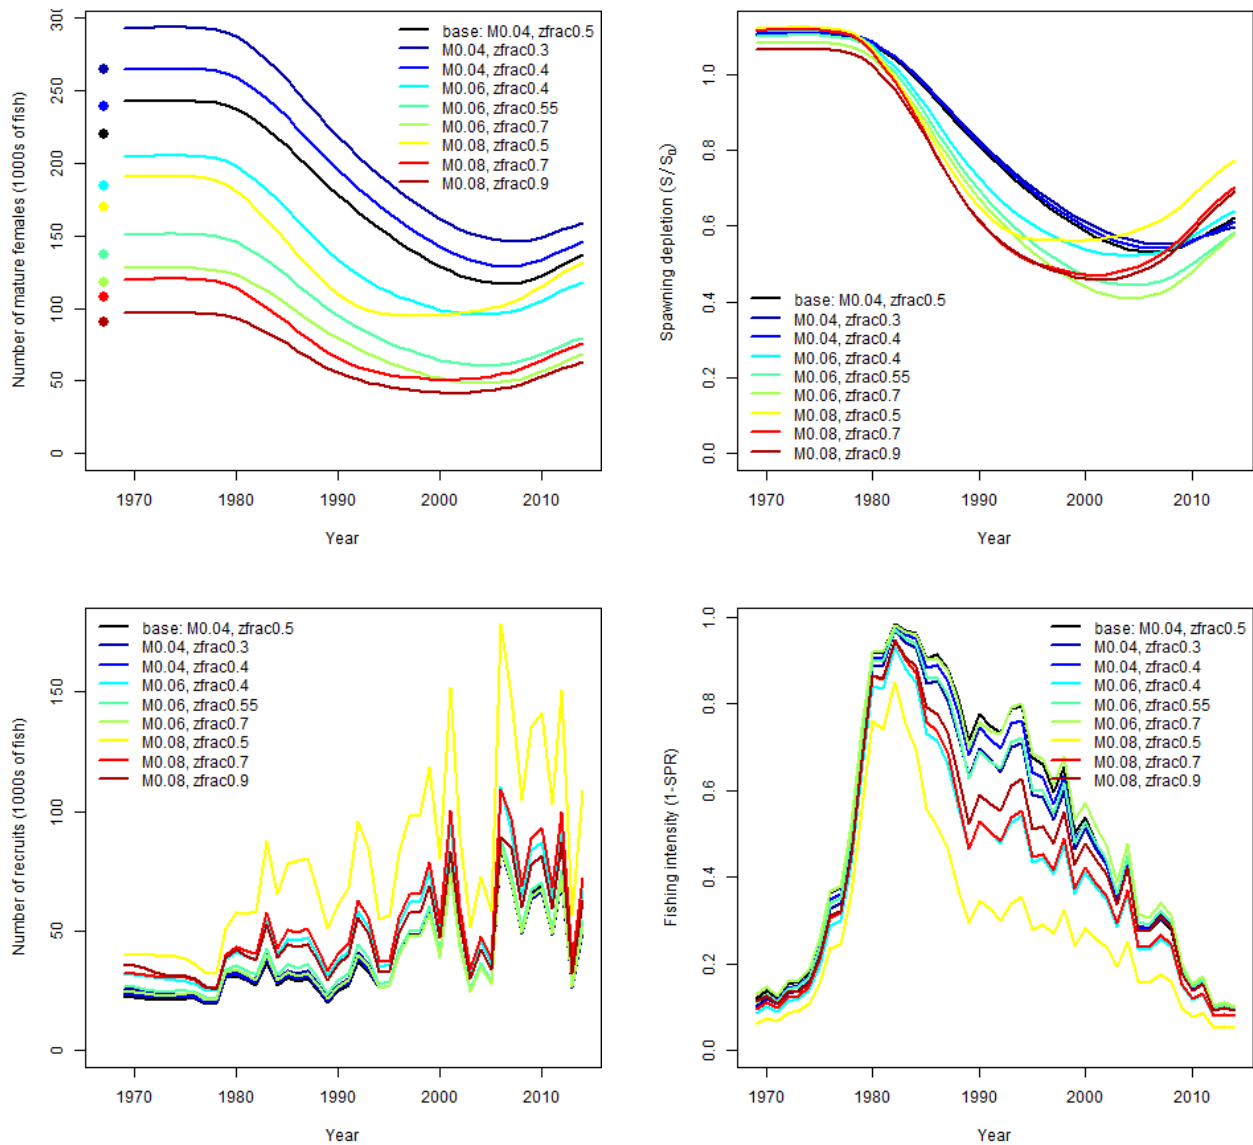 Number of mature females (1000s of fish)
300
250
200
150
100
50
0
base: M0.04, zfrac0.5
M0.04, zfrac0.3
M0.04, zfrac0.4
M0.06, zfrac0.4
M0.06, zfrac0.55
M0.06, zfrac0.7
M0.08, zfrac0.5
M0.08, zfrac0.7
M0.08, zfrac0.9
1970 1980 1990 2000 2010
Year
Spawning depletion (S/S0)
1.0
0.8
0.6
0.4
0.2
0.0
base: M0.04, zfrac0.5
M0.04, zfrac0.3
M0.04, zfrac0.4
M0.06, zfrac0.4
M0.06, zfrac0.55
M0.06, zfrac0.7
M0.08, zfrac0.5
M0.08, zfrac0.7
M0.08, zfrac0.9
1970 1980 1990 2000 2010
Year
Number of recruits (1000s of fish)
150
100
50
0
base: M0.04, zfrac0.5
M0.04, zfrac0.3
M0.04, zfrac0.4
M0.06, zfrac0.4
M0.06, zfrac0.55
M0.06, zfrac0.7
M0.08, zfrac0.5
M0.08, zfrac0.7
M0.08, zfrac0.9
1970 1980 1990 2000 2010
Year
Fishing intensity (1-SPR)
1.0
0.8
0.6
0.4
0.2
0.0
base: M0.04, zfrac0.5
M0.04, zfrac0.3
M0.04, zfrac0.4
M0.06, zfrac0.4
M0.06, zfrac0.55
M0.06, zfrac0.7
M0.08, zfrac0.5
M0.08, zfrac0.7
M0.08, zfrac0.9
1970 1980 1990 2000 2010
Year